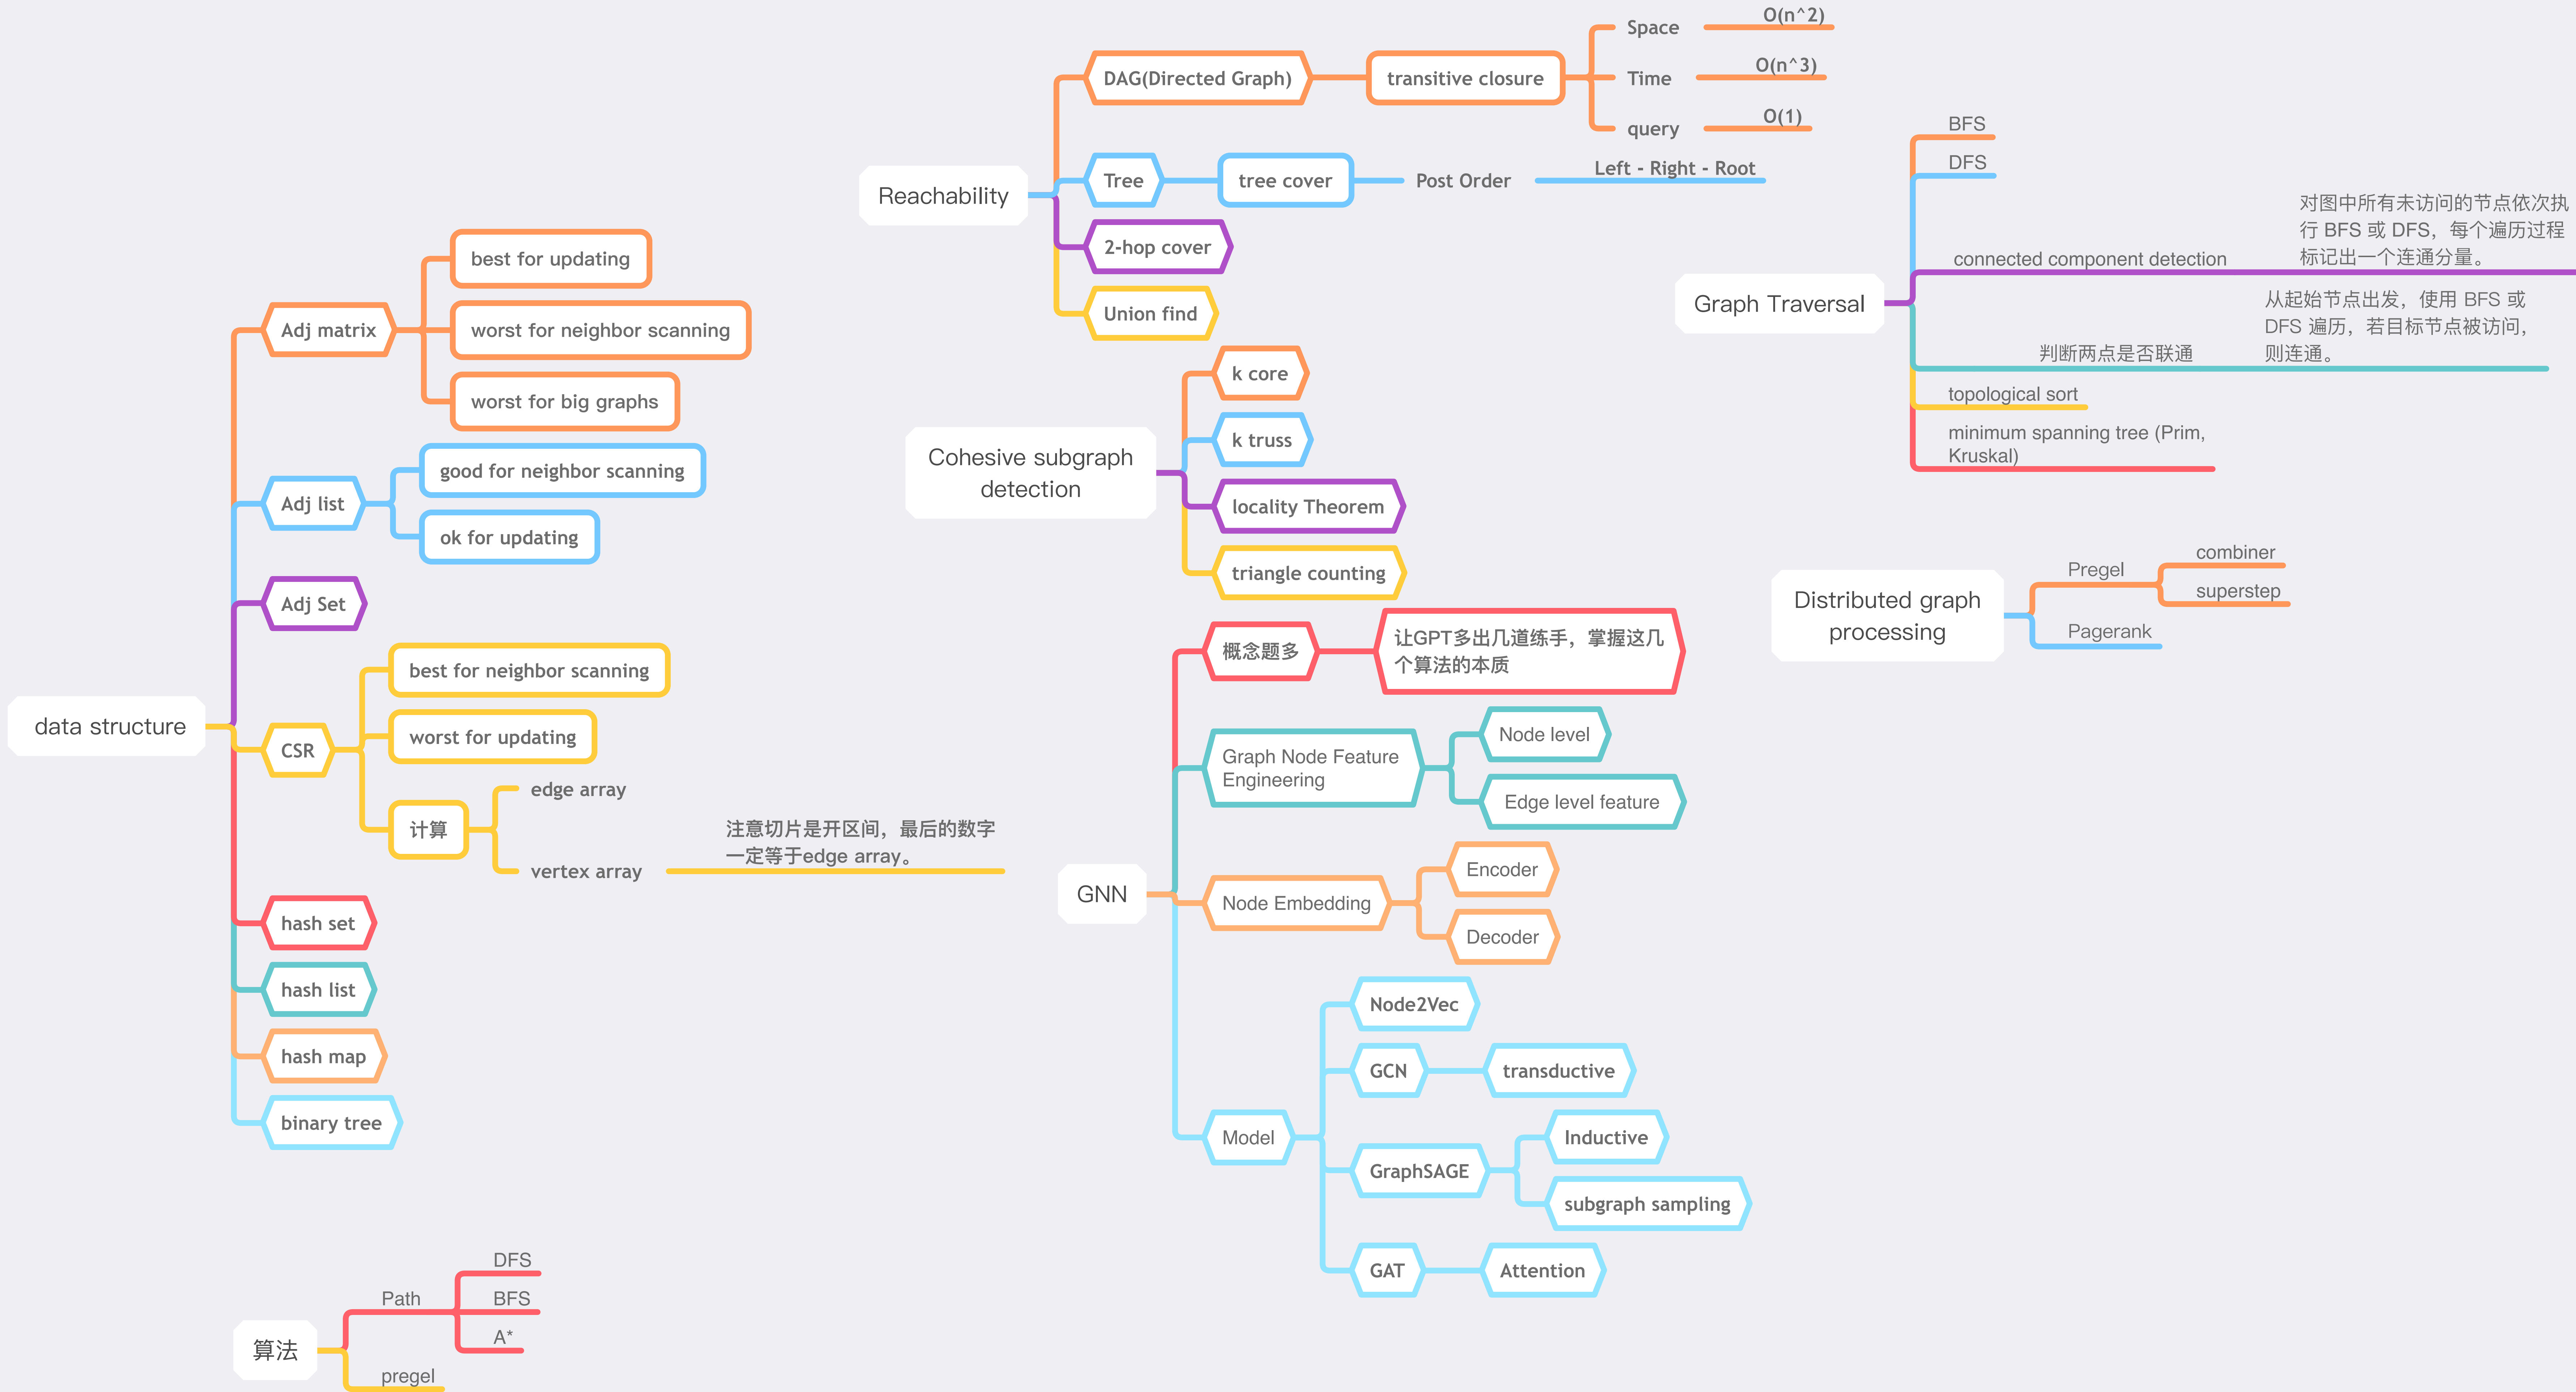 data structure
Adj matrix
best for updating
worst for neighbor scanning
worst for big graphs
Adj list
good for neighbor scanning
ok for updating
Adj Set
CSR
best for neighbor scanning
worst for updating
计算
edge array
vertex array
注意切片是开区间，最后的数字
一定等于edge array。
hash set
hash list
hash map
binary tree
算法
Path
DFS
BFS
A*
pregel
Reachability
DAG(Directed Graph)
transitive closure
Space
O(n^2)
Time
O(n^3)
query
O(1)
Tree
tree cover
Post Order
Left - Right - Root
2-hop cover
Union find
Cohesive subgraph
detection
k core
k truss
locality Theorem
triangle counting
GNN
概念题多
让GPT多出几道练手，掌握这几
个算法的本质
Graph Node Feature
Engineering
Node level
Edge level feature
Node Embedding
Encoder
Decoder
Model
Node2Vec
GCN
transductive
GraphSAGE
Inductive
subgraph sampling
GAT
Attention
Graph Traversal
BFS
DFS
connected component detection
对图中所有未访问的节点依次执
行 BFS 或 DFS，每个遍历过程
标记出一个连通分量。
判断两点是否联通
从起始节点出发，使用 BFS 或
DFS 遍历，若目标节点被访问，
则连通。
topological sort
minimum spanning tree (Prim,
Kruskal)
Distributed graph
processing
Pregel
combiner
superstep
Pagerank